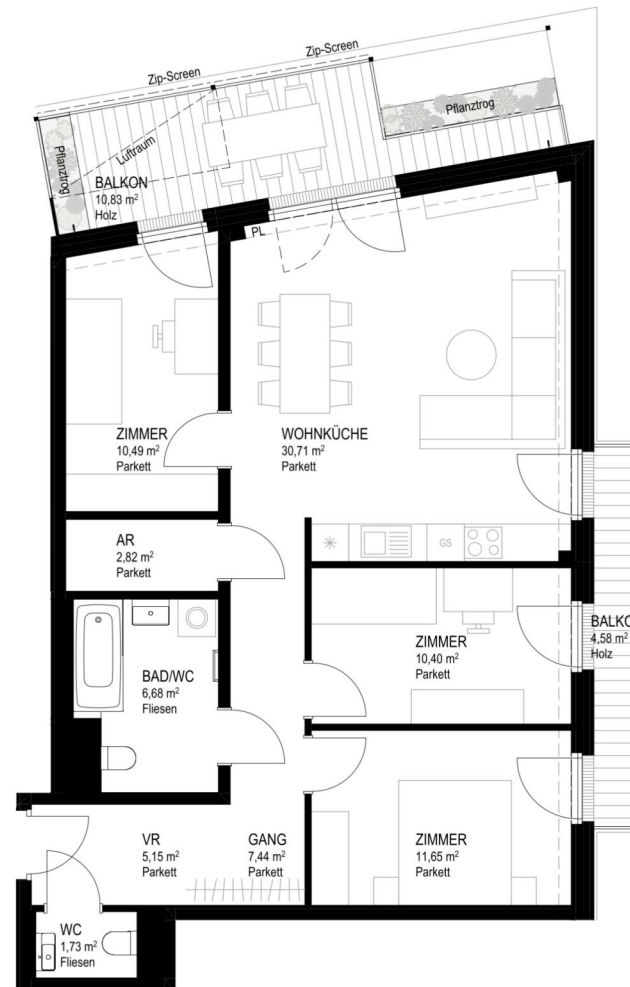 Zip-Screen
Zip-Screen
Pflanztrog
Pflanztrog
Luftraum
BALKON
10,83 m²
Holz
PL
ZIMMER
10,49 m²
Parkett
WOHNKÜCHE
30,71 m²
Parkett
AR
2,82 m²
Parkett
GS
BALKO
4,58 m²
Holz
ZIMMER
10,40 m²
Parkett
BAD/WC
6,68 m²
Fliesen
VR
5,15 m²
Parkett
GANG
7,44 m²
Parkett
ZIMMER
11,65 m²
Parkett
WC
1,73 m²
Fliesen